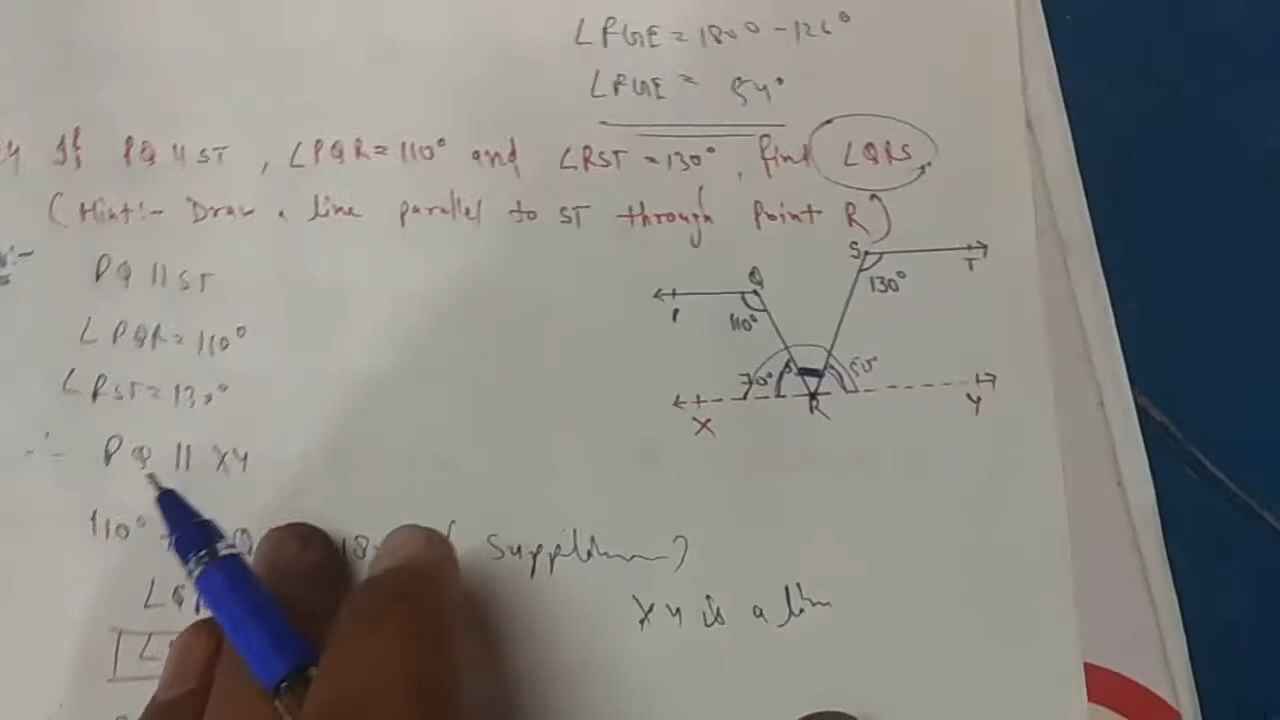 ∠FGE = 180° - 126°
∠FGE = 54°
If PQ || ST, ∠PQR = 110° and ∠RST = 130°, find ∠QRS
(Hint:- Draw a line parallel to ST through Point R)
PQ || ST
∠PQR = 110°
∠RST = 130°
∴ PQ || XY
110°
XY is a line
S
T
130°
Q
P
110°
70°
50°
X
R
Y